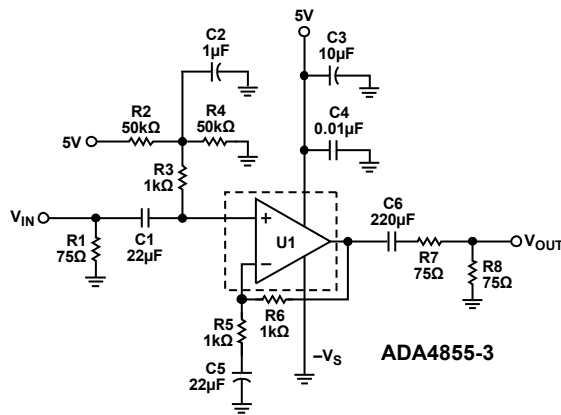 5V
C2
1µF
C3
10µF
R2
50kΩ
R4
50kΩ
C4
0.01µF
5V
R3
1kΩ
C6
220µF
VIN
+
U1
−
VOUT
R1
75Ω
C1
22µF
R7
75Ω
R8
75Ω
R5
1kΩ
R6
1kΩ
−VS
ADA4855-3
C5
22µF